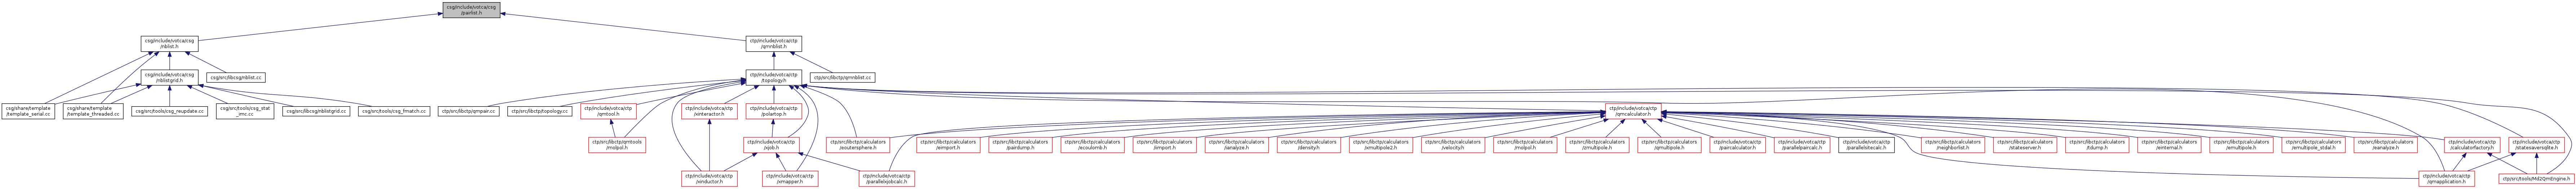 csg/include/votca/csg
/pairlist.h
csg/include/votca/csg
/nblist.h
ctp/include/votca/ctp
/qmnblist.h
csg/include/votca/csg
/nblistgrid.h
csg/src/libcsg/nblist.cc
ctp/include/votca/ctp
/topology.h
ctp/src/libctp/qmnblist.cc
csg/share/template
/template_serial.cc
csg/share/template
/template_threaded.cc
csg/src/tools/csg_reupdate.cc
csg/src/tools/csg_stat
_imc.cc
csg/src/libcsg/nblistgrid.cc
csg/src/tools/csg_fmatch.cc
ctp/src/libctp/qmpair.cc
ctp/src/libctp/topology.cc
ctp/include/votca/ctp
/qmtool.h
ctp/include/votca/ctp
/xinteractor.h
ctp/include/votca/ctp
/polartop.h
ctp/include/votca/ctp
/qmcalculator.h
ctp/src/libctp/qmtools
/molpol.h
ctp/include/votca/ctp
/xjob.h
ctp/src/libctp/calculators
/eoutersphere.h
ctp/src/libctp/calculators
/eimport.h
ctp/src/libctp/calculators
/pairdump.h
ctp/src/libctp/calculators
/ecoulomb.h
ctp/src/libctp/calculators
/iimport.h
ctp/src/libctp/calculators
/ianalyze.h
ctp/src/libctp/calculators
/density.h
ctp/src/libctp/calculators
/xmultipole2.h
ctp/src/libctp/calculators
/velocity.h
ctp/src/libctp/calculators
/molpol.h
ctp/src/libctp/calculators
/zmultipole.h
ctp/src/libctp/calculators
/qmultipole.h
ctp/include/votca/ctp
/paircalculator.h
ctp/include/votca/ctp
/parallelpaircalc.h
ctp/include/votca/ctp
/parallelsitecalc.h
ctp/src/libctp/calculators
/neighborlist.h
ctp/src/libctp/calculators
/stateserver.h
ctp/src/libctp/calculators
/tdump.h
ctp/src/libctp/calculators
/einternal.h
ctp/src/libctp/calculators
/emultipole.h
ctp/src/libctp/calculators
/emultipole_stdal.h
ctp/src/libctp/calculators
/eanalyze.h
ctp/include/votca/ctp
/calculatorfactory.h
ctp/include/votca/ctp
/statesaversqlite.h
ctp/include/votca/ctp
/xinductor.h
ctp/include/votca/ctp
/xmapper.h
ctp/include/votca/ctp
/parallelxjobcalc.h
ctp/include/votca/ctp
/qmapplication.h
ctp/src/tools/Md2QmEngine.h